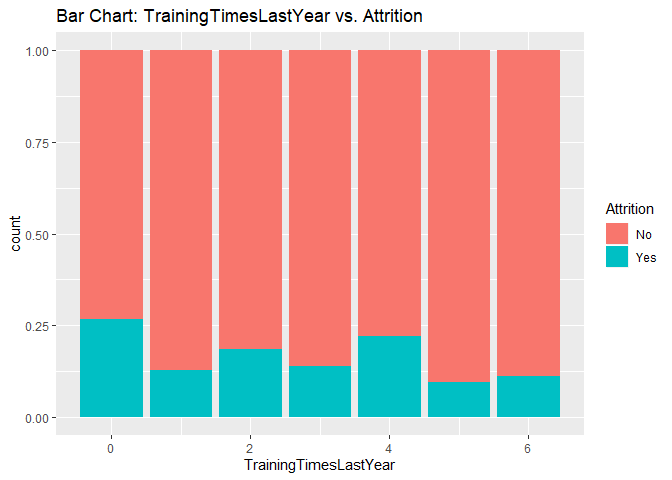 Bar Chart: TrainingTimesLastYear vs. Attrition
1.00
0.75
0.50
0.25
0.00
count
0 2 4 6
TrainingTimesLastYear
Attrition
No
Yes